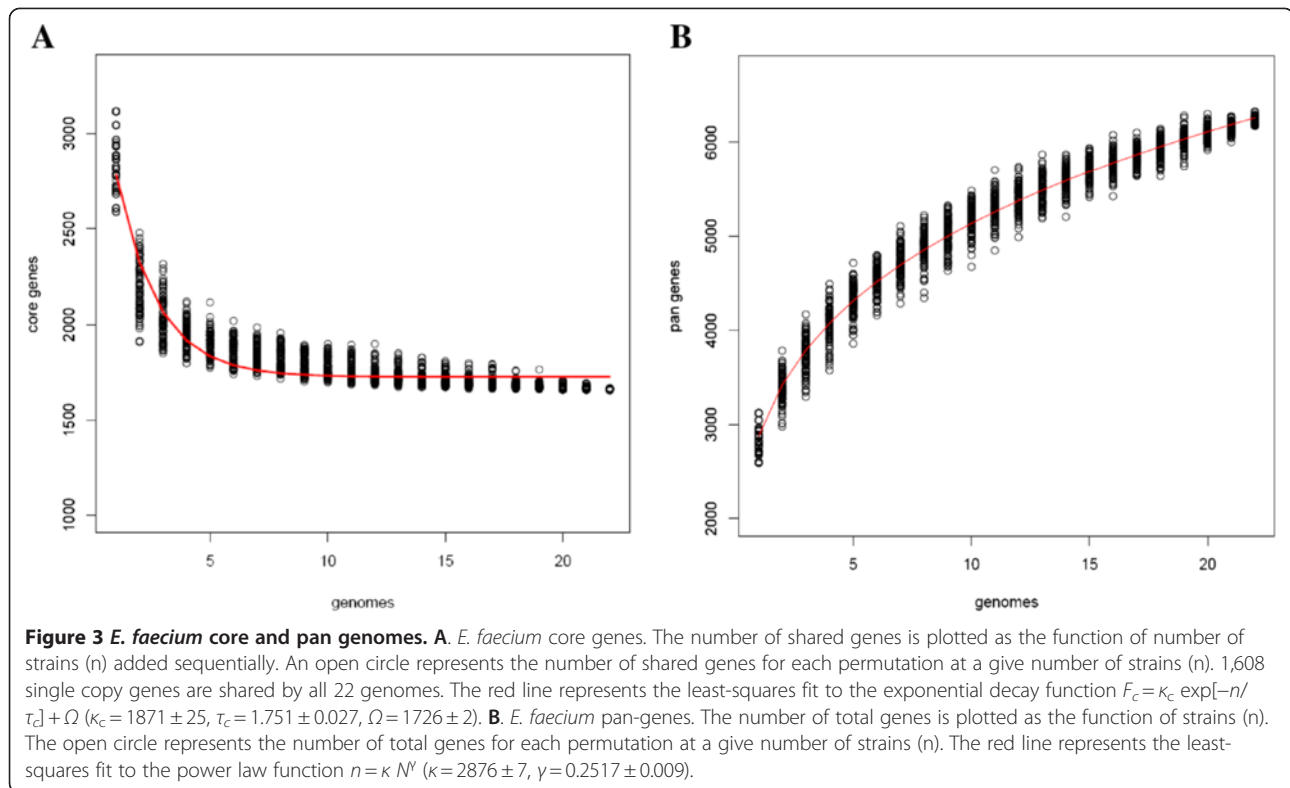 A
B
3000
2500
2000
1500
1000
core genes
5
10
15
20
genomes
6000
5000
4000
3000
2000
pan genes
5
10
15
20
genomes
Figure 3 E. faecium core and pan genomes. A. E. faecium core genes. The number of shared genes is plotted as the function of number of
strains (n) added sequentially. An open circle represents the number of shared genes for each permutation at a give number of strains (n). 1,608
single copy genes are shared by all 22 genomes. The red line represents the least-squares fit to the exponential decay function F_c = κ_c exp[−n/
τ_c] + Ω (κ_c = 1871 ± 25, τ_c = 1.751 ± 0.027, Ω = 1726 ± 2). B. E. faecium pan-genes. The number of total genes is plotted as the function of strains (n).
The open circle represents the number of total genes for each permutation at a give number of strains (n). The red line represents the least-
squares fit to the power law function n = κ N^γ (κ = 2876 ± 7, γ = 0.2517 ± 0.009).